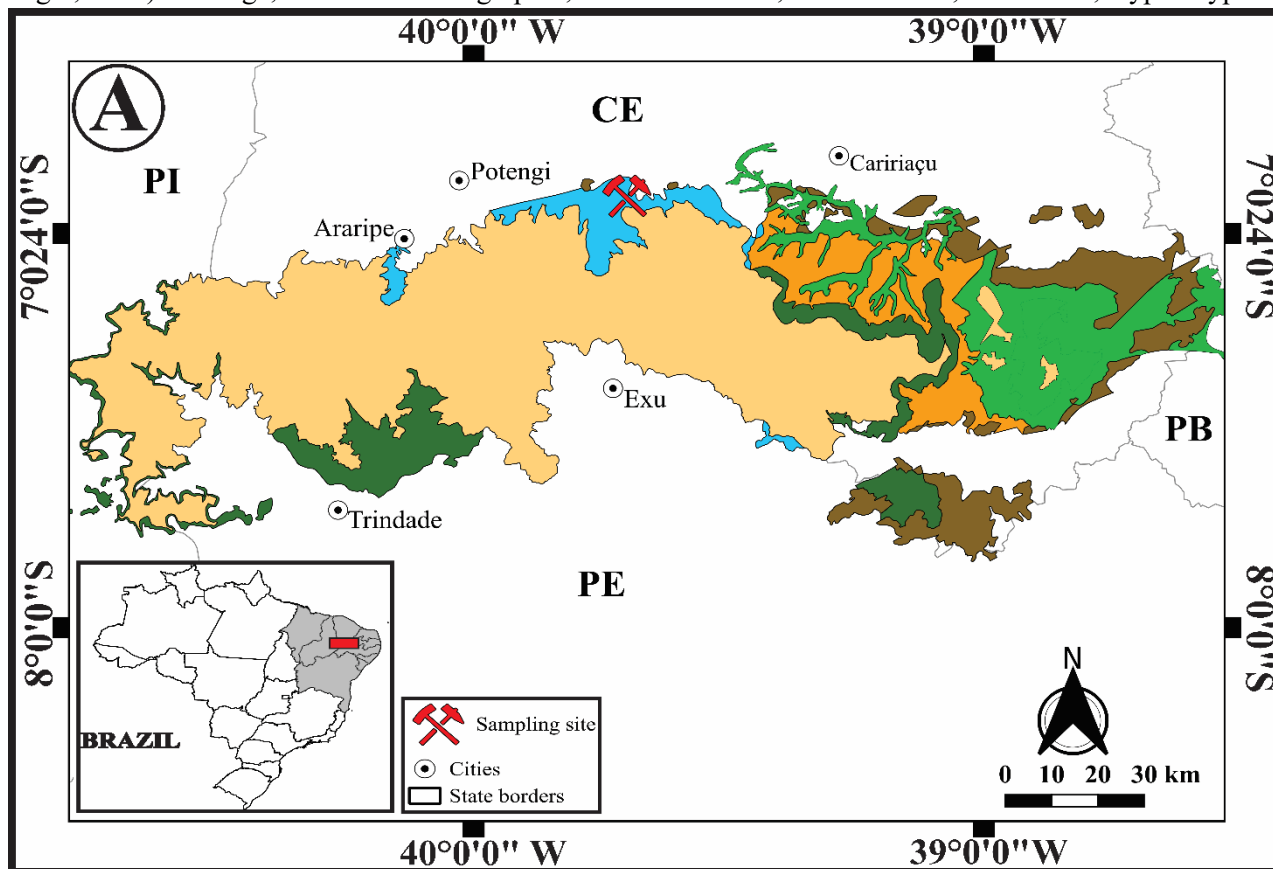 40°0'0" W
39°0'0" W
A
CE
PI
Potengi
Caririaçu
7°024'0"S
7°024'0"S
Araripe
Exu
PB
Trindade
PE
8°0'0"S
8°0'0"S
N
BRAZIL
Sampling site
Cities
State borders
0 10 20 30 km
40°0'0" W
39°0'0" W